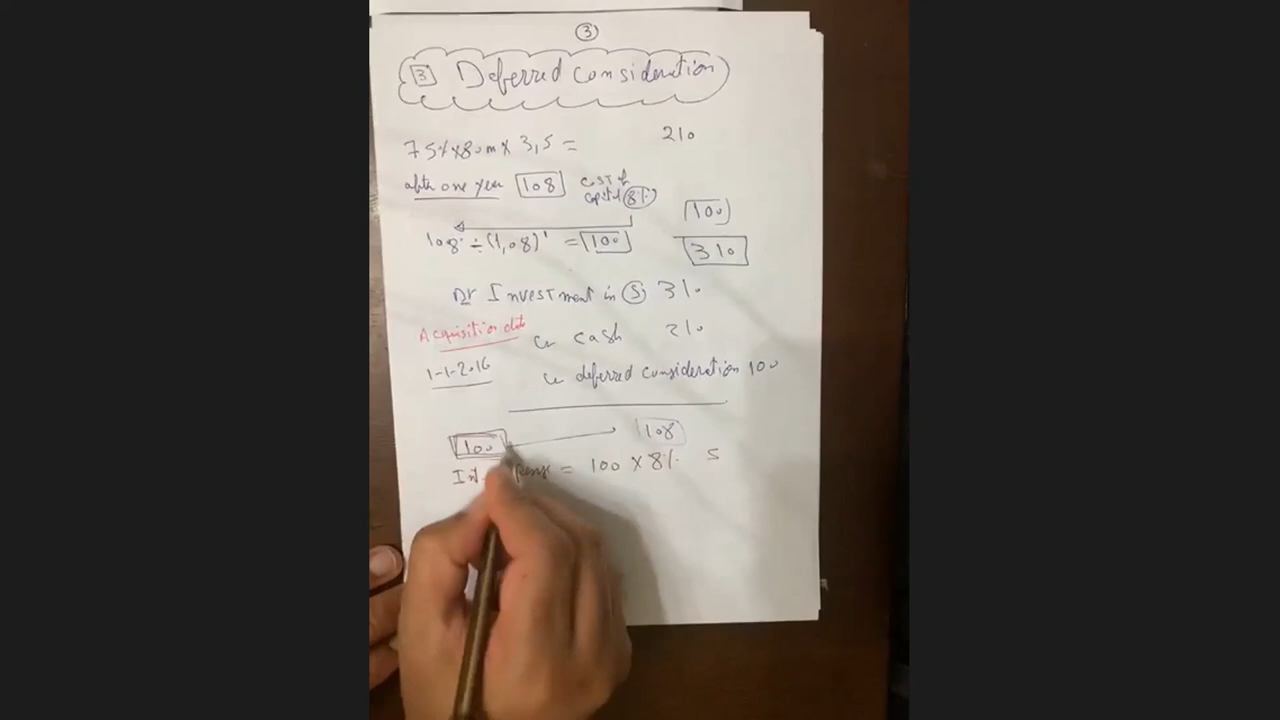 ③
3 Deferred consideration
75% x 80m x 3,5 = 210
after one year 108 cost of
capital 8%
100
108 ÷ (1,08)¹ = 100
310
Dr Investment in Ⓢ 310
Acquisition date
Cr cash 210
1-1-2016
Cr deferred consideration 100
100 108
Int. = 100 x 8% 5